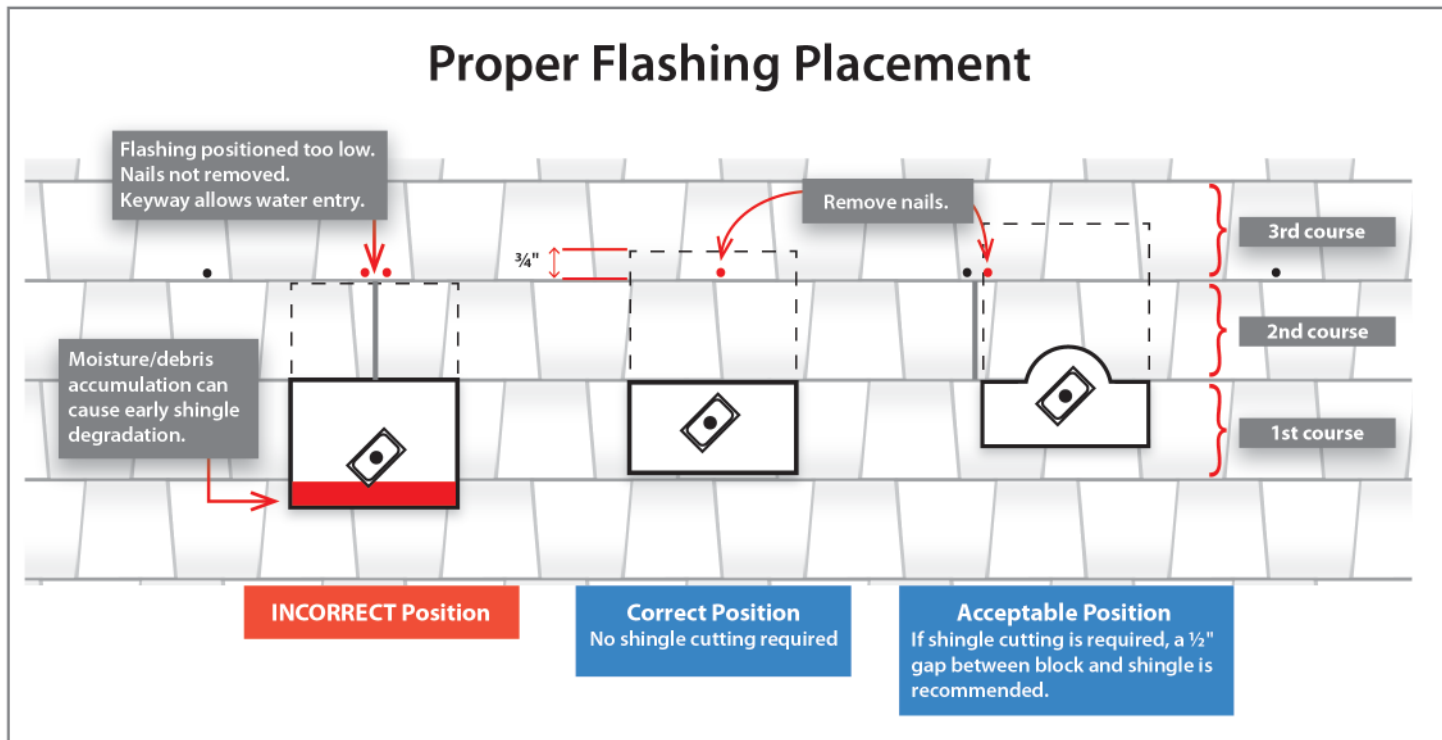 Proper Flashing Placement
Flashing positioned too low.
Nails not removed.
Keyway allows water entry.
Remove nails.
¾"
3rd course
2nd course
1st course
Moisture/debris
accumulation can
cause early shingle
degradation.
INCORRECT Position
Correct Position
No shingle cutting required
Acceptable Position
If shingle cutting is required, a ½"
gap between block and shingle is
recommended.